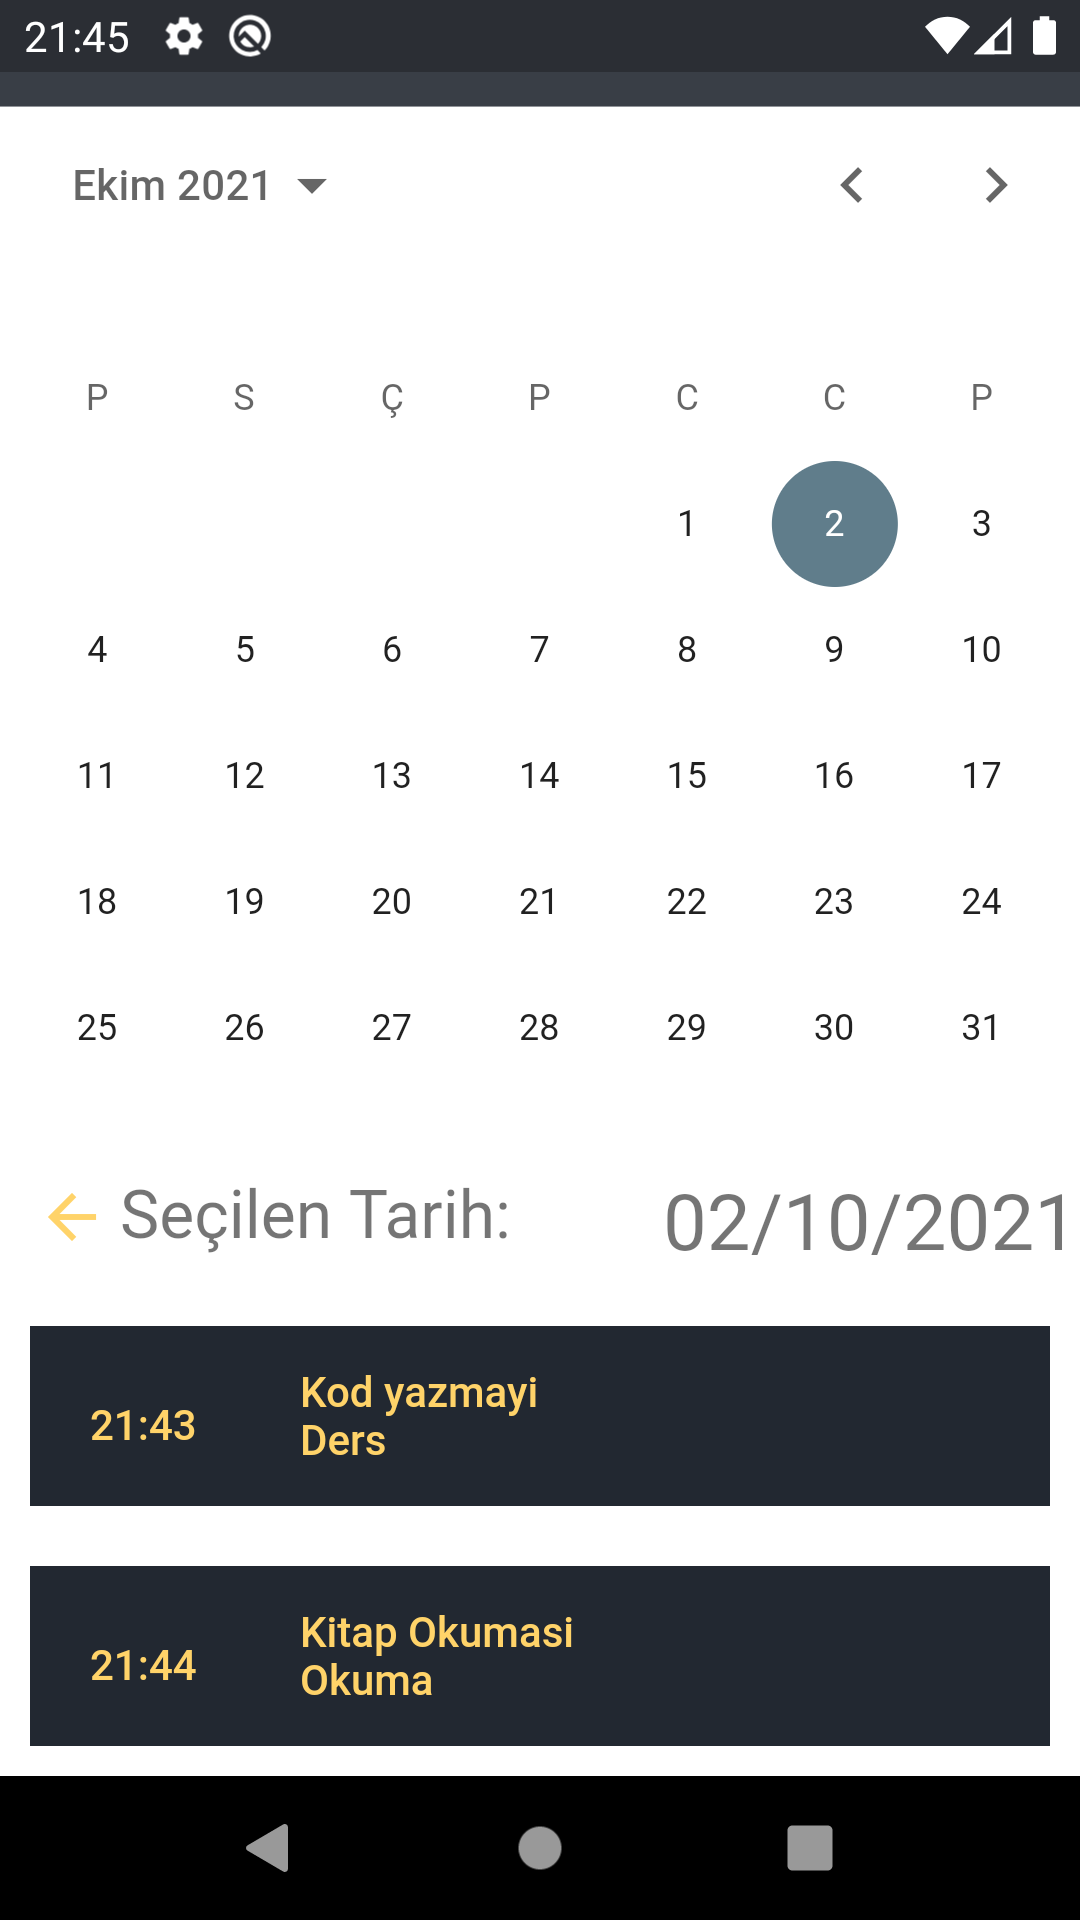 21:45
Ekim 2021
P S Ç P C C P
1 2 3
4 5 6 7 8 9 10
11 12 13 14 15 16 17
18 19 20 21 22 23 24
25 26 27 28 29 30 31
Seçilen Tarih: 02/10/2021
Kod yazmayi
21:43
Ders
Kitap Okumasi
21:44
Okuma